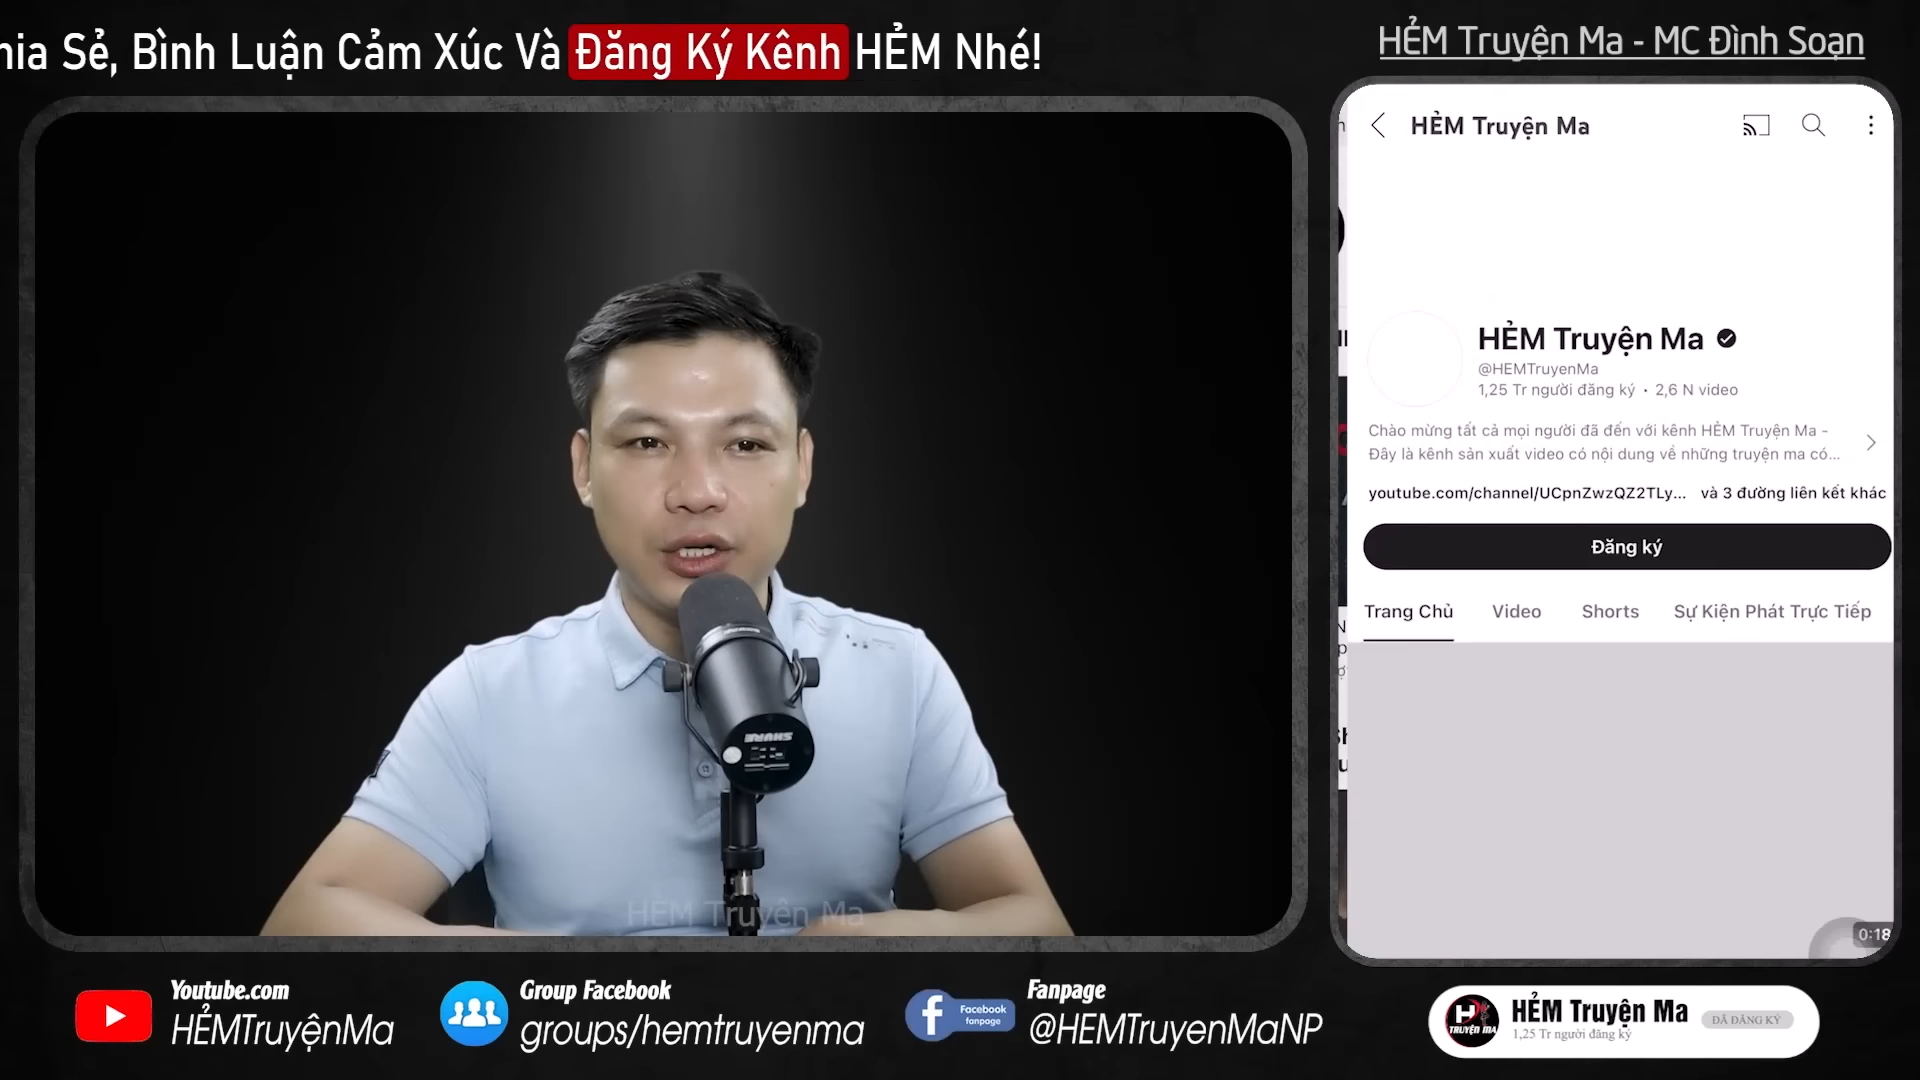 hia Sẻ, Bình Luận Cảm Xúc Và Đăng Ký Kênh HẺM Nhé!
HẺM Truyện Ma - MC Đình Soạn
HẺM Truyện Ma
HẺM Truyện Ma
@HEMTruyenMa
1,25 Tr người đăng ký • 2,6 N video
Chào mừng tất cả mọi người đã đến với kênh HẺM Truyện Ma -
Đây là kênh sản xuất video có nội dung về những truyện ma có...
youtube.com/channel/UCpnZwzQZ2TLy... và 3 đường liên kết khác
Đăng ký
Trang Chủ Video Shorts Sự Kiện Phát Trực Tiếp
0:18
SHURE
HẺM Truyện Ma
Youtube.com
HẺMTruyệnMa
Group Facebook
groups/hemtruyenma
Facebook
fanpage
Fanpage
@HEMTruyenMaNP
H
TRUYỆN MA
HẺM Truyện Ma
1,25 Tr người đăng ký
ĐÃ ĐĂNG KÝ